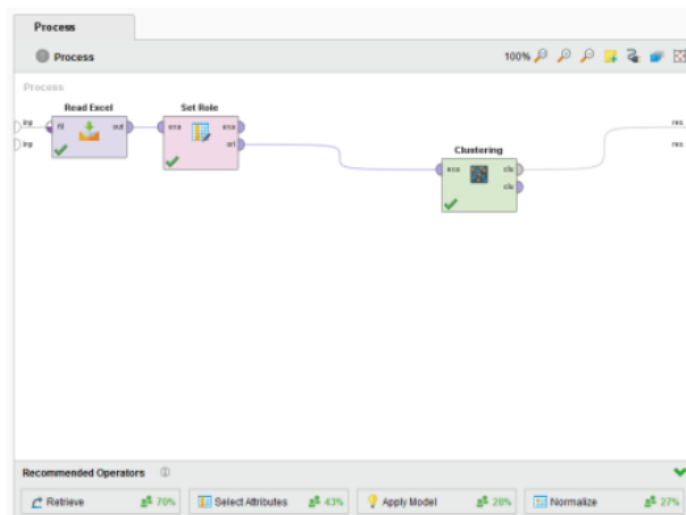 Process
Process
100%
Process
Read Excel
Set Role
inp
fil
out
exa
exa
ori
inp
res
res
Clustering
exa
clu
clu
Recommended Operators
Retrieve 70%
Select Attributes 43%
Apply Model 28%
Normalize 27%